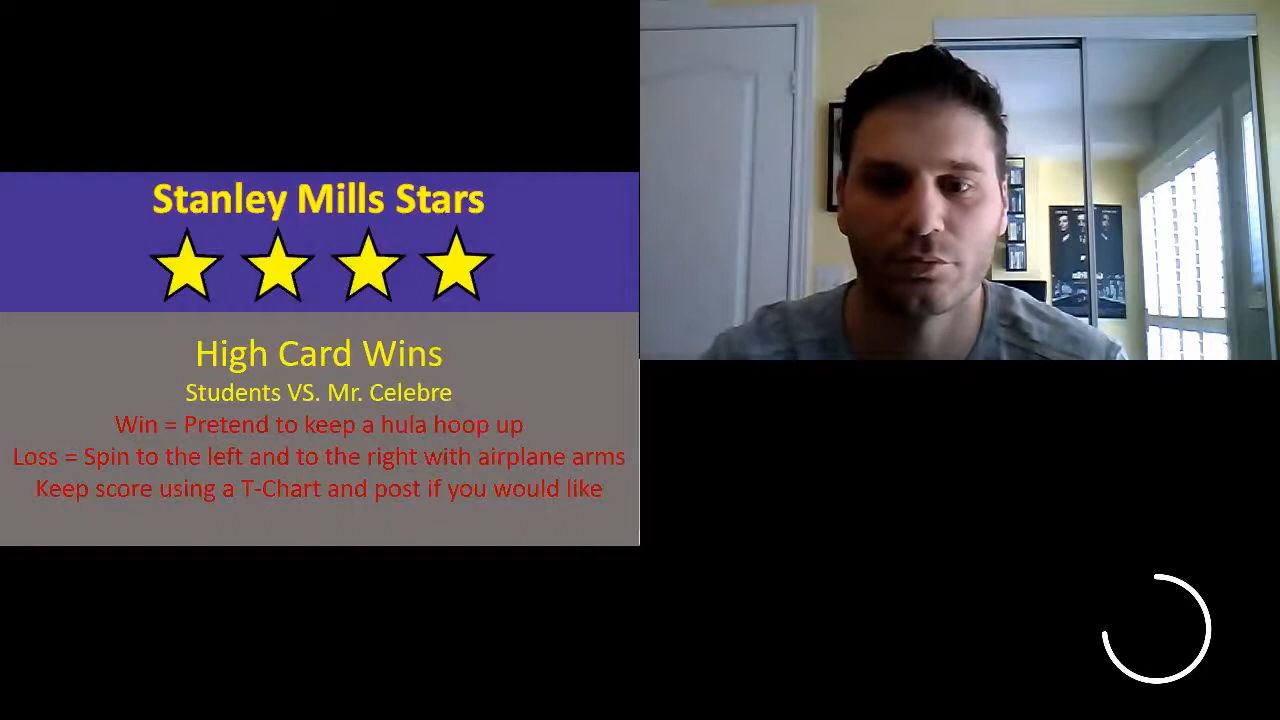 Stanley Mills Stars
High Card Wins
Students VS. Mr. Celebre
Win = Pretend to keep a hula hoop up
Loss = Spin to the left and to the right with airplane arms
Keep score using a T-Chart and post if you would like